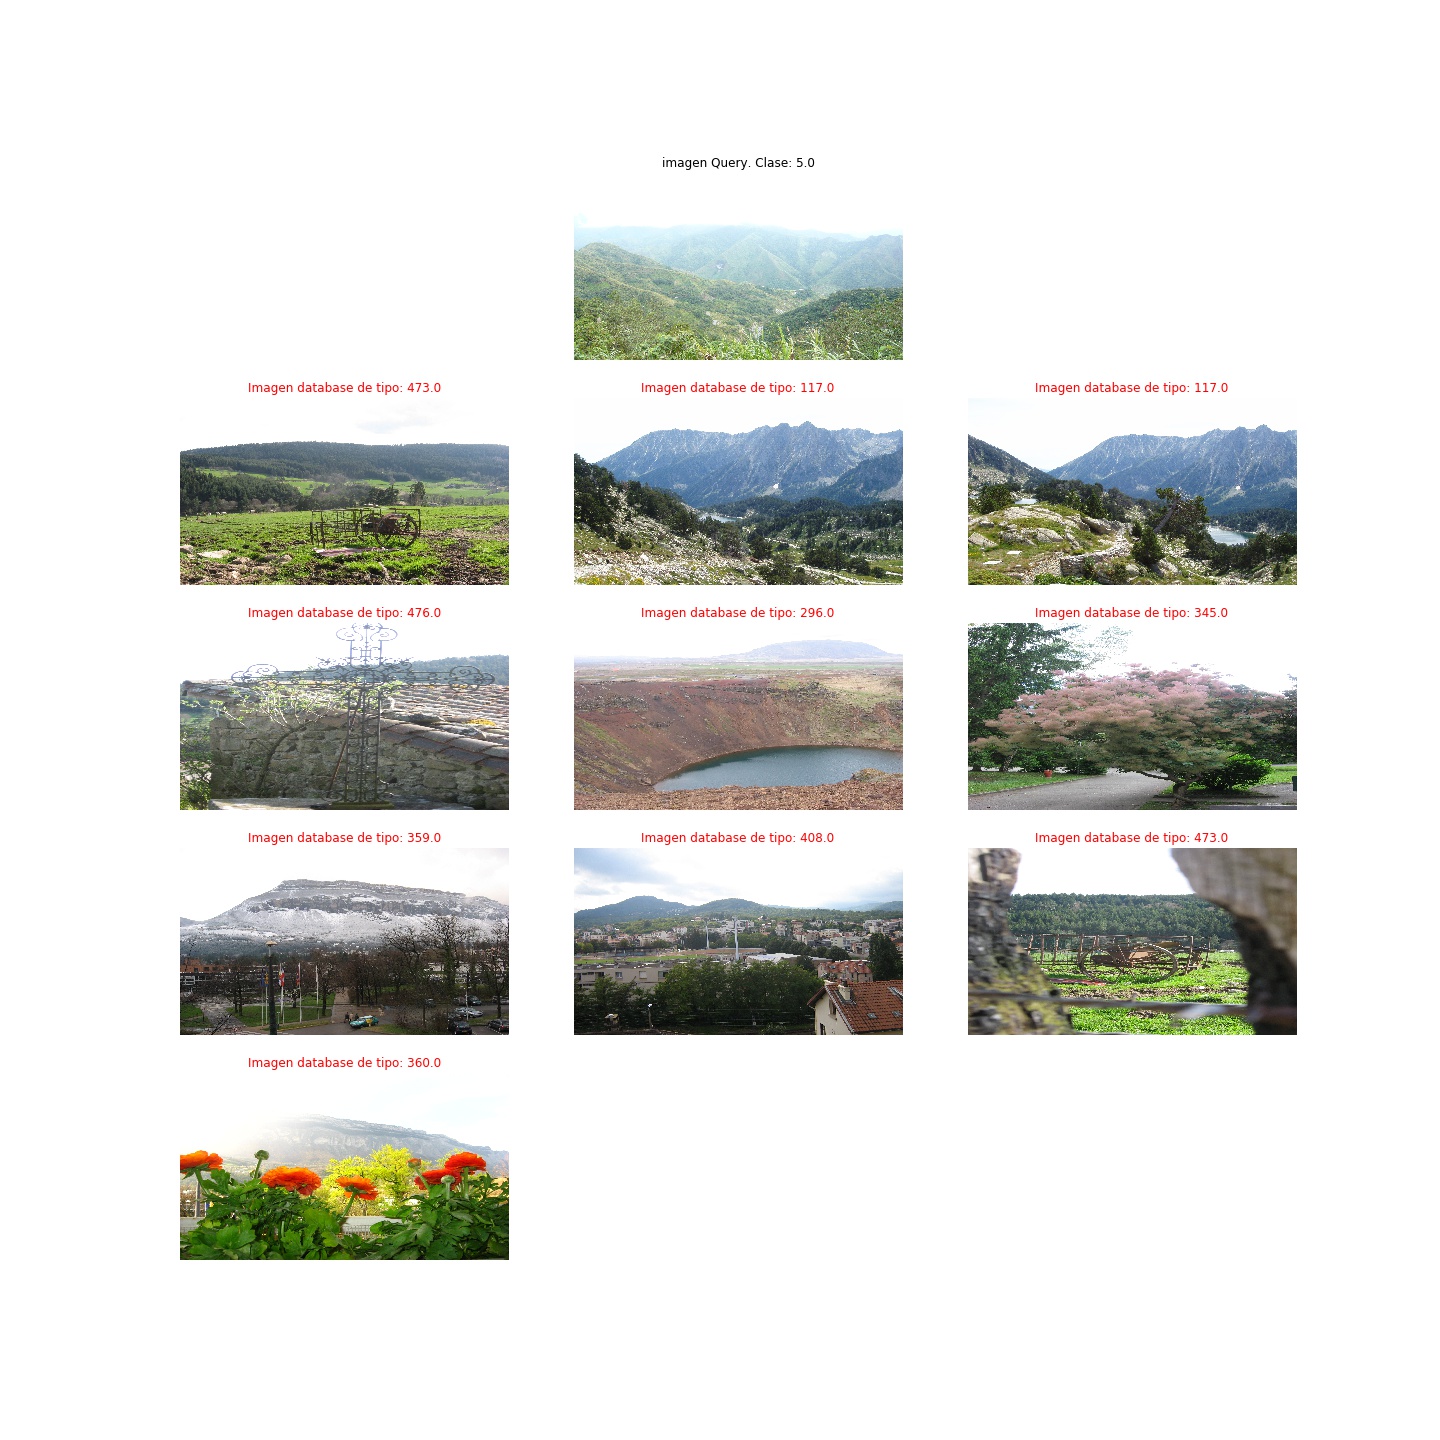 imagen Query. Clase: 5.0
Imagen database de tipo: 473.0
Imagen database de tipo: 117.0
Imagen database de tipo: 117.0
Imagen database de tipo: 476.0
Imagen database de tipo: 296.0
Imagen database de tipo: 345.0
Imagen database de tipo: 359.0
Imagen database de tipo: 408.0
Imagen database de tipo: 473.0
Imagen database de tipo: 360.0